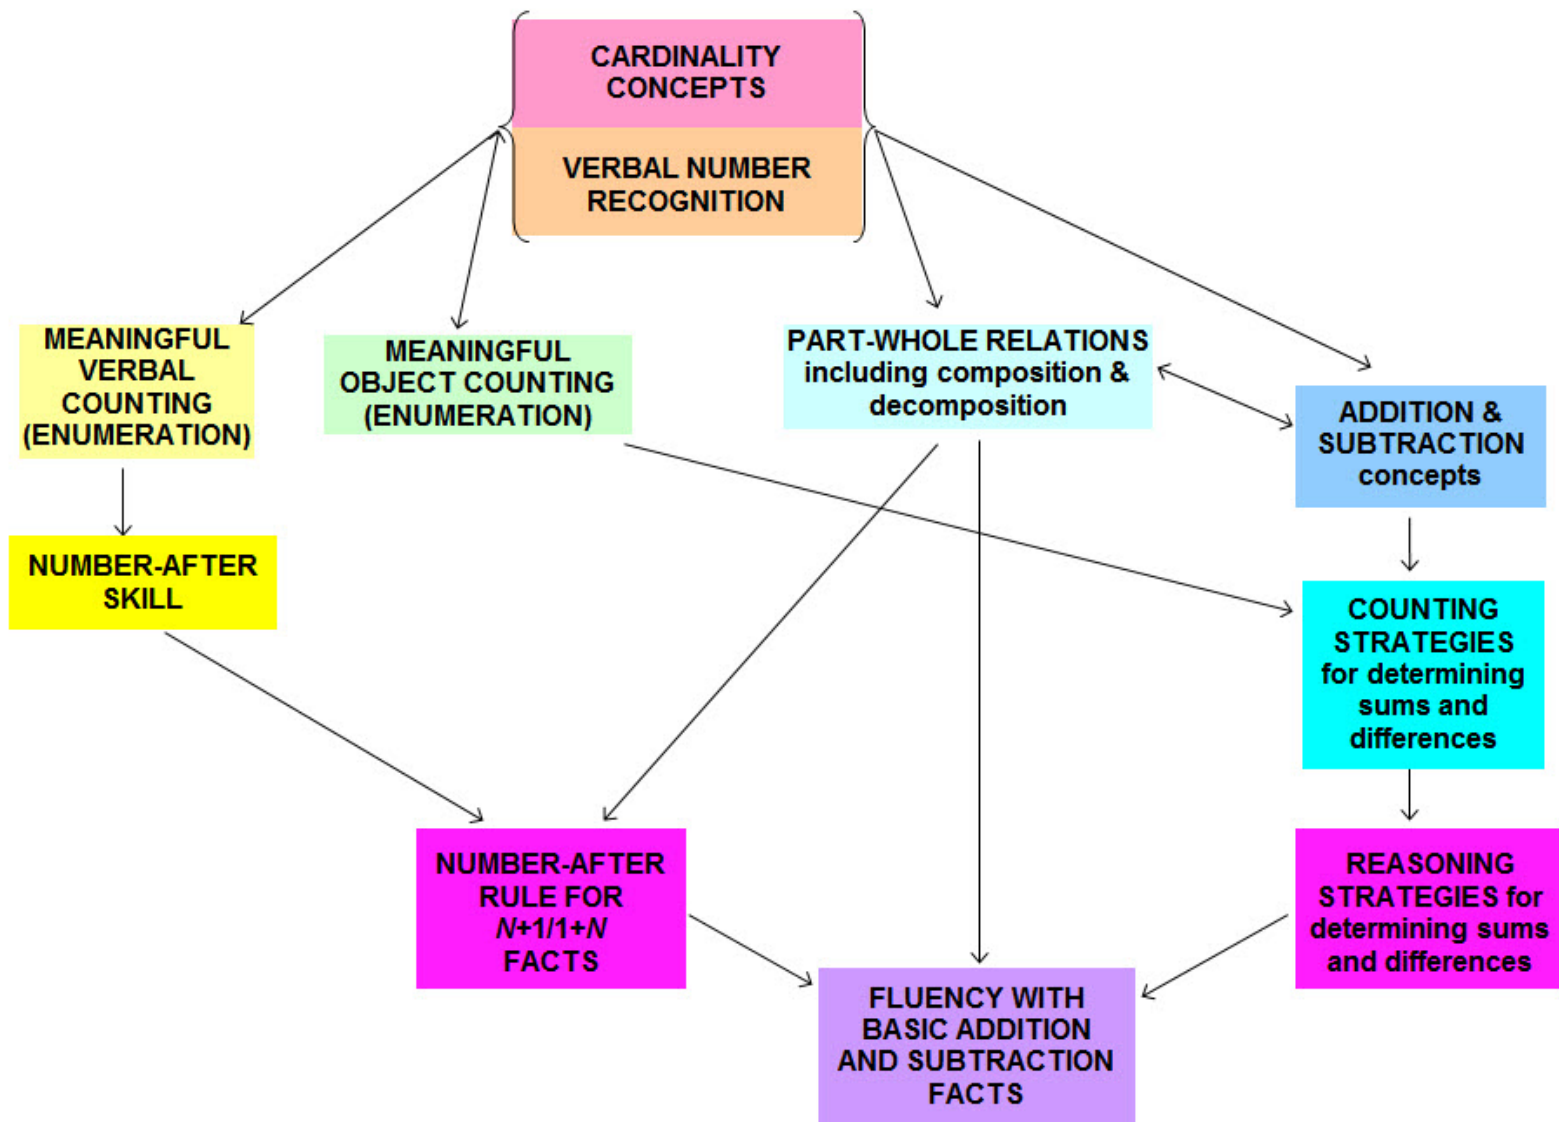 CARDINALITY
CONCEPTS
VERBAL NUMBER
RECOGNITION
MEANINGFUL
VERBAL
COUNTING
(ENUMERATION)
MEANINGFUL
OBJECT COUNTING
(ENUMERATION)
PART-WHOLE RELATIONS
including composition &
decomposition
ADDITION &
SUBTRACTION
concepts
NUMBER-AFTER
SKILL
COUNTING
STRATEGIES
for determining
sums and
differences
NUMBER-AFTER
RULE FOR
N+1/1+N
FACTS
REASONING
STRATEGIES for
determining sums
and differences
FLUENCY WITH
BASIC ADDITION
AND SUBTRACTION
FACTS